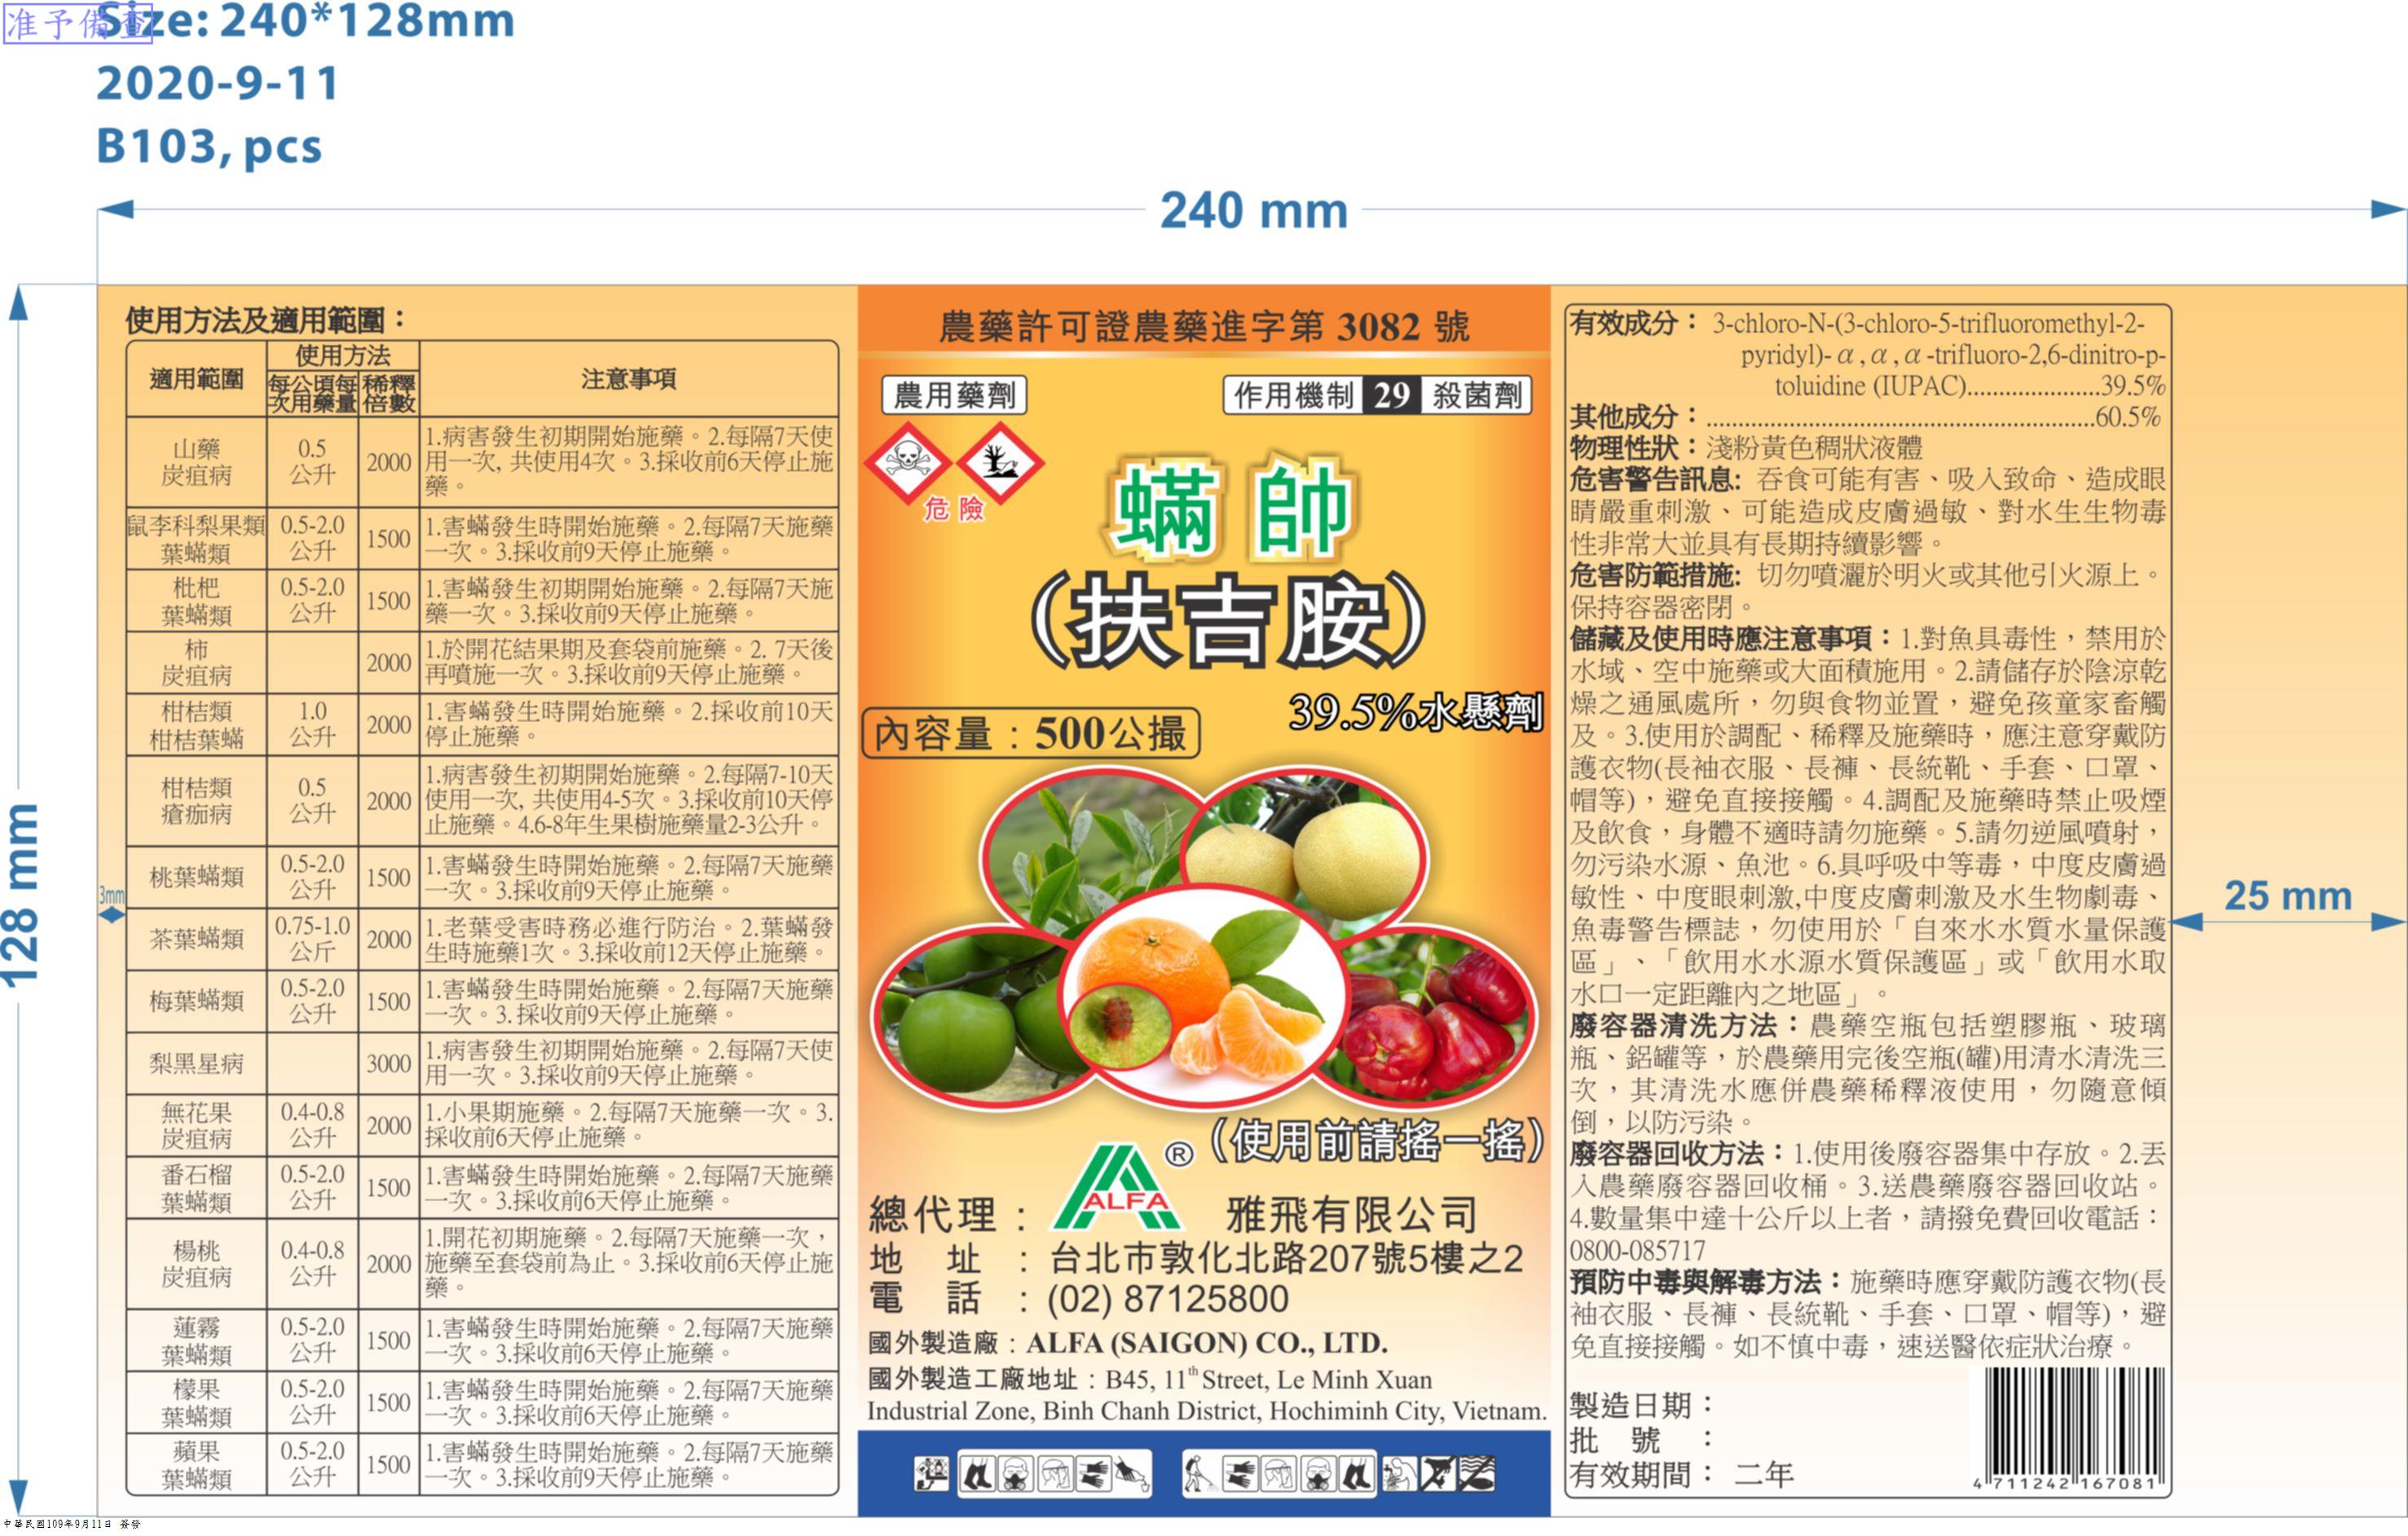 准予備查
Size: 240*128mm
2020-9-11
B103, pcs
240 mm
128 mm
3mm
25 mm
使用方法及適用範圍：
適用範圍 使用方法 注意事項
每公頃每次用藥量 稀釋倍數
山藥
炭疽病
0.5
公升
2000
1.病害發生初期開始施藥。2.每隔7天使
用一次, 共使用4次。3.採收前6天停止施
藥。
鼠李科梨果類
葉蟎類
0.5-2.0
公升
1500
1.害蟎發生時開始施藥。2.每隔7天施藥
一次。3.採收前9天停止施藥。
枇杷
葉蟎類
0.5-2.0
公升
1500
1.害蟎發生初期開始施藥。2.每隔7天施
藥一次。3.採收前9天停止施藥。
柿
炭疽病
2000
1.於開花結果期及套袋前施藥。2. 7天後
再噴施一次。3.採收前9天停止施藥。
柑桔類
柑桔葉蟎
1.0
公升
2000
1.害蟎發生時開始施藥。2.採收前10天
停止施藥。
柑桔類
瘡痂病
0.5
公升
2000
1.病害發生初期開始施藥。2.每隔7-10天
使用一次, 共使用4-5次。3.採收前10天停
止施藥。4.6-8年生果樹施藥量2-3公升。
桃葉蟎類
0.5-2.0
公升
1500
1.害蟎發生時開始施藥。2.每隔7天施藥
一次。3.採收前9天停止施藥。
茶葉蟎類
0.75-1.0
公斤
2000
1.老葉受害時務必進行防治。2.葉蟎發
生時施藥1次。3.採收前12天停止施藥。
梅葉蟎類
0.5-2.0
公升
1500
1.害蟎發生時開始施藥。2.每隔7天施藥
一次。3. 採收前9天停止施藥。
梨黑星病
3000
1.病害發生初期開始施藥。2.每隔7天使
用一次。3.採收前9天停止施藥。
無花果
炭疽病
0.4-0.8
公升
2000
1.小果期施藥。2.每隔7天施藥一次。3.
採收前6天停止施藥。
番石榴
葉蟎類
0.5-2.0
公升
1500
1.害蟎發生時開始施藥。2.每隔7天施藥
一次。3.採收前6天停止施藥。
楊桃
炭疽病
0.4-0.8
公升
2000
1.開花初期施藥。2.每隔7天施藥一次，
施藥至套袋前為止。3.採收前6天停止施
藥。
蓮霧
葉蟎類
0.5-2.0
公升
1500
1.害蟎發生時開始施藥。2.每隔7天施藥
一次。3.採收前6天停止施藥。
檬果
葉蟎類
0.5-2.0
公升
1500
1.害蟎發生時開始施藥。2.每隔7天施藥
一次。3.採收前6天停止施藥。
蘋果
葉蟎類
0.5-2.0
公升
1500
1.害蟎發生時開始施藥。2.每隔7天施藥
一次。3.採收前9天停止施藥。
農藥許可證農藥進字第 3082 號
農用藥劑
作用機制 29 殺菌劑
危險
蟎帥
（扶吉胺）
39.5%水懸劑
內容量：500公撮
（使用前請搖一搖）
ALFA ®
總代理： 雅飛有限公司
地 址 ：台北市敦化北路207號5樓之2
電 話 ：(02) 87125800
國外製造廠：ALFA (SAIGON) CO., LTD.
國外製造工廠地址：B45, 11th Street, Le Minh Xuan
Industrial Zone, Binh Chanh District, Hochiminh City, Vietnam.
有效成分： 3-chloro-N-(3-chloro-5-trifluoromethyl-2-
pyridyl)- α , α , α -trifluoro-2,6-dinitro-p-
toluidine (IUPAC)......................39.5%
其他成分：................................................................60.5%
物理性狀：淺粉黃色稠狀液體
危害警告訊息: 吞食可能有害、吸入致命、造成眼
睛嚴重刺激、可能造成皮膚過敏、對水生生物毒
性非常大並具有長期持續影響。
危害防範措施: 切勿噴灑於明火或其他引火源上。
保持容器密閉。
儲藏及使用時應注意事項：1.對魚具毒性，禁用於
水域、空中施藥或大面積施用。2.請儲存於陰涼乾
燥之通風處所，勿與食物並置，避免孩童家畜觸
及。3.使用於調配、稀釋及施藥時，應注意穿戴防
護衣物(長袖衣服、長褲、長統靴、手套、口罩、
帽等)，避免直接接觸。4.調配及施藥時禁止吸煙
及飲食，身體不適時請勿施藥。5.請勿逆風噴射，
勿污染水源、魚池。6.具呼吸中等毒，中度皮膚過
敏性、中度眼刺激,中度皮膚刺激及水生物劇毒、
魚毒警告標誌，勿使用於「自來水水質水量保護
區」、「飲用水水源水質保護區」或「飲用水取
水口一定距離內之地區」。
廢容器清洗方法：農藥空瓶包括塑膠瓶、玻璃
瓶、鋁罐等，於農藥用完後空瓶(罐)用清水清洗三
次，其清洗水應併農藥稀釋液使用，勿隨意傾
倒，以防污染。
廢容器回收方法：1.使用後廢容器集中存放。2.丟
入農藥廢容器回收桶。3.送農藥廢容器回收站。
4.數量集中達十公斤以上者，請撥免費回收電話：
0800-085717
預防中毒與解毒方法：施藥時應穿戴防護衣物(長
袖衣服、長褲、長統靴、手套、口罩、帽等)，避
免直接接觸。如不慎中毒，速送醫依症狀治療。
製造日期：
批 號 ：
有效期間： 二年
4 711242 167081
中華民國109年9月11日 簽發